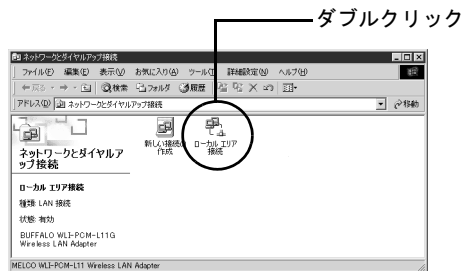 ダブルクリック
ネットワークとダイヤルアップ接続
ファイル(F) 編集(E) 表示(V) お気に入り(A) ツール(T) 詳細設定(N) ヘルプ(H)
戻る 検索 フォルダ 履歴
アドレス(D) ネットワークとダイヤルアップ接続 移動
新しい接続の
作成
ローカル エリア
接続
ネットワークとダイヤルア
ップ接続
ローカル エリア接続
種類: LAN 接続
状態: 有効
BUFFALO WLI-PCM-L11G
Wireless LAN Adapter
MELCO WLI-PCM-L11 Wireless LAN Adapter